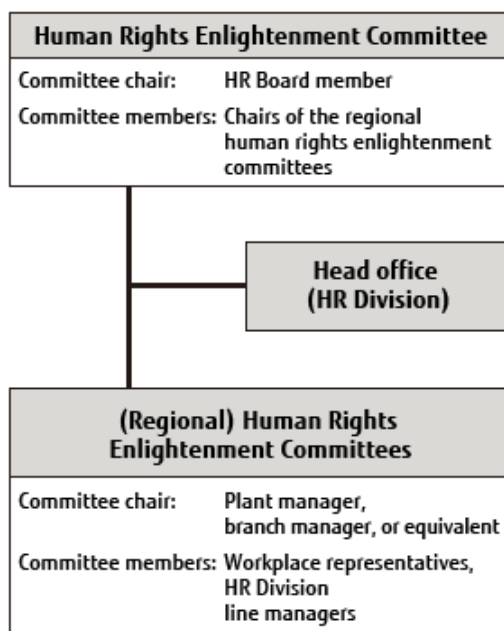 Human Rights Enlightenment Committee
Committee chair: HR Board member
Committee members: Chairs of the regional
human rights enlightenment
committees
Head office
(HR Division)
(Regional) Human Rights
Enlightenment Committees
Committee chair: Plant manager,
branch manager, or equivalent
Committee members: Workplace representatives,
HR Division
line managers